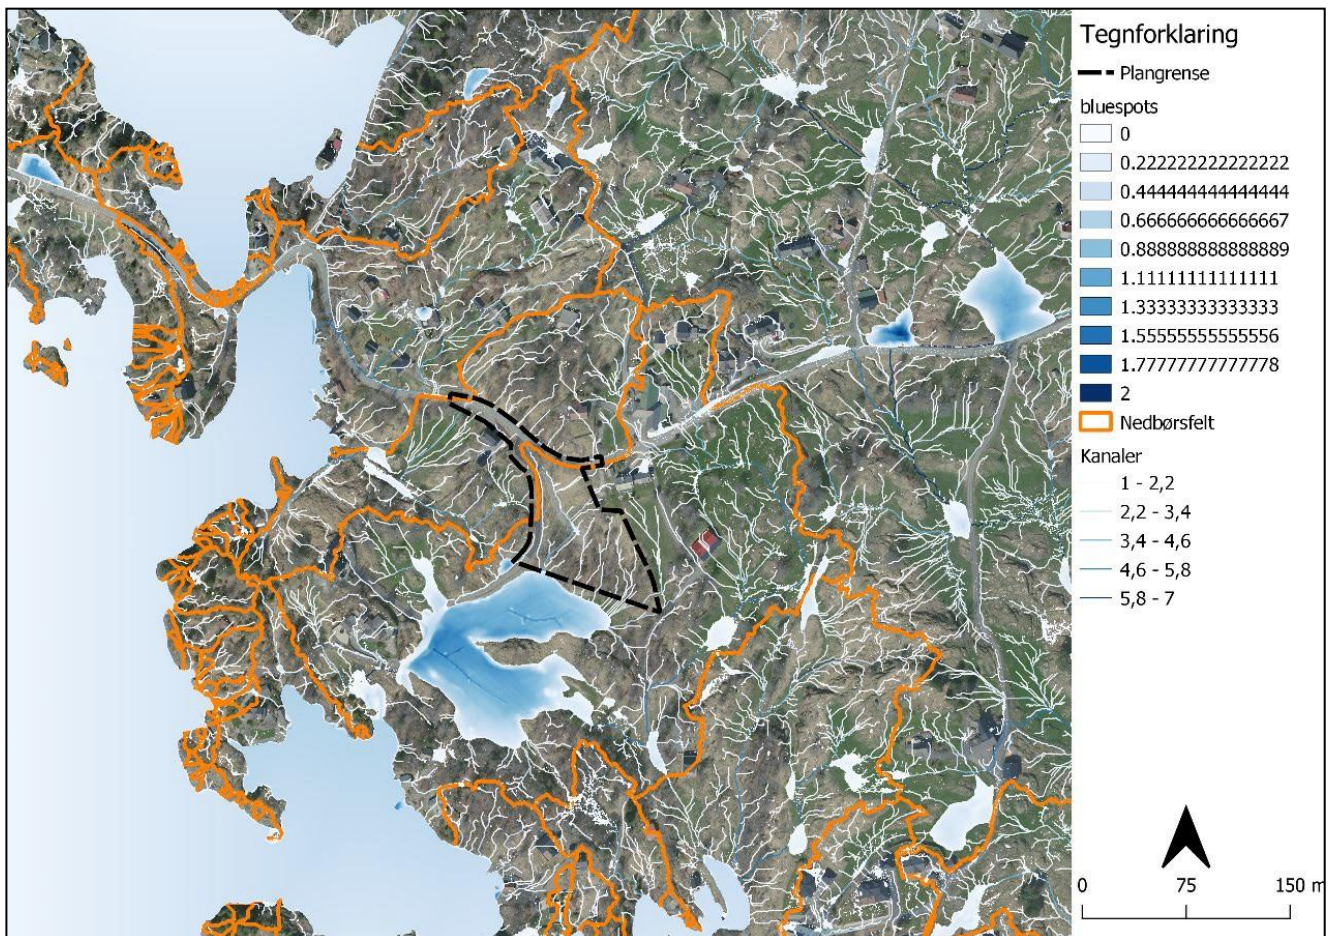 Tegnforklaring
Plangrense
bluespots
0
0.222222222222222
0.444444444444444
0.666666666666667
0.888888888888889
1.11111111111111
1.33333333333333
1.55555555555556
1.77777777777778
2
Nedbørsfelt
Kanaler
1 - 2,2
2,2 - 3,4
3,4 - 4,6
4,6 - 5,8
5,8 - 7
0 75 150 m